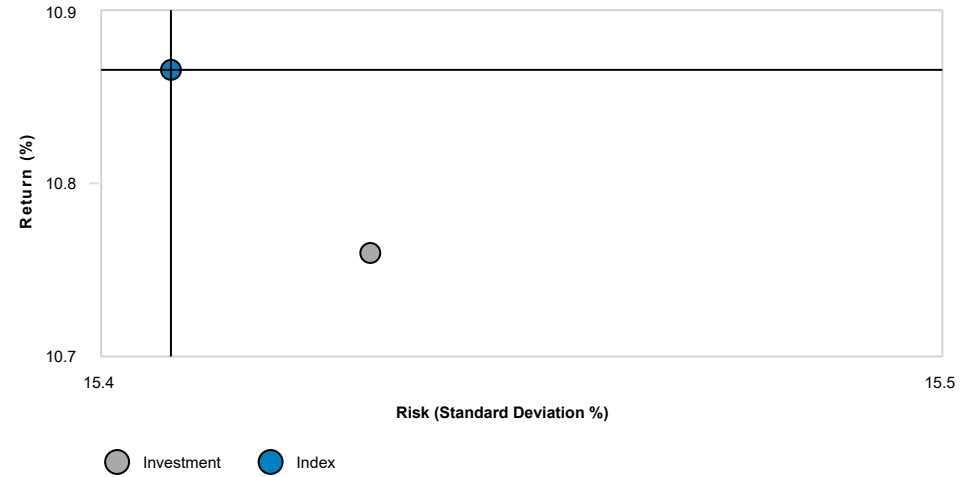 10.9
10.8
10.7
Return (%)
15.4
15.5
Risk (Standard Deviation %)
Investment
Index